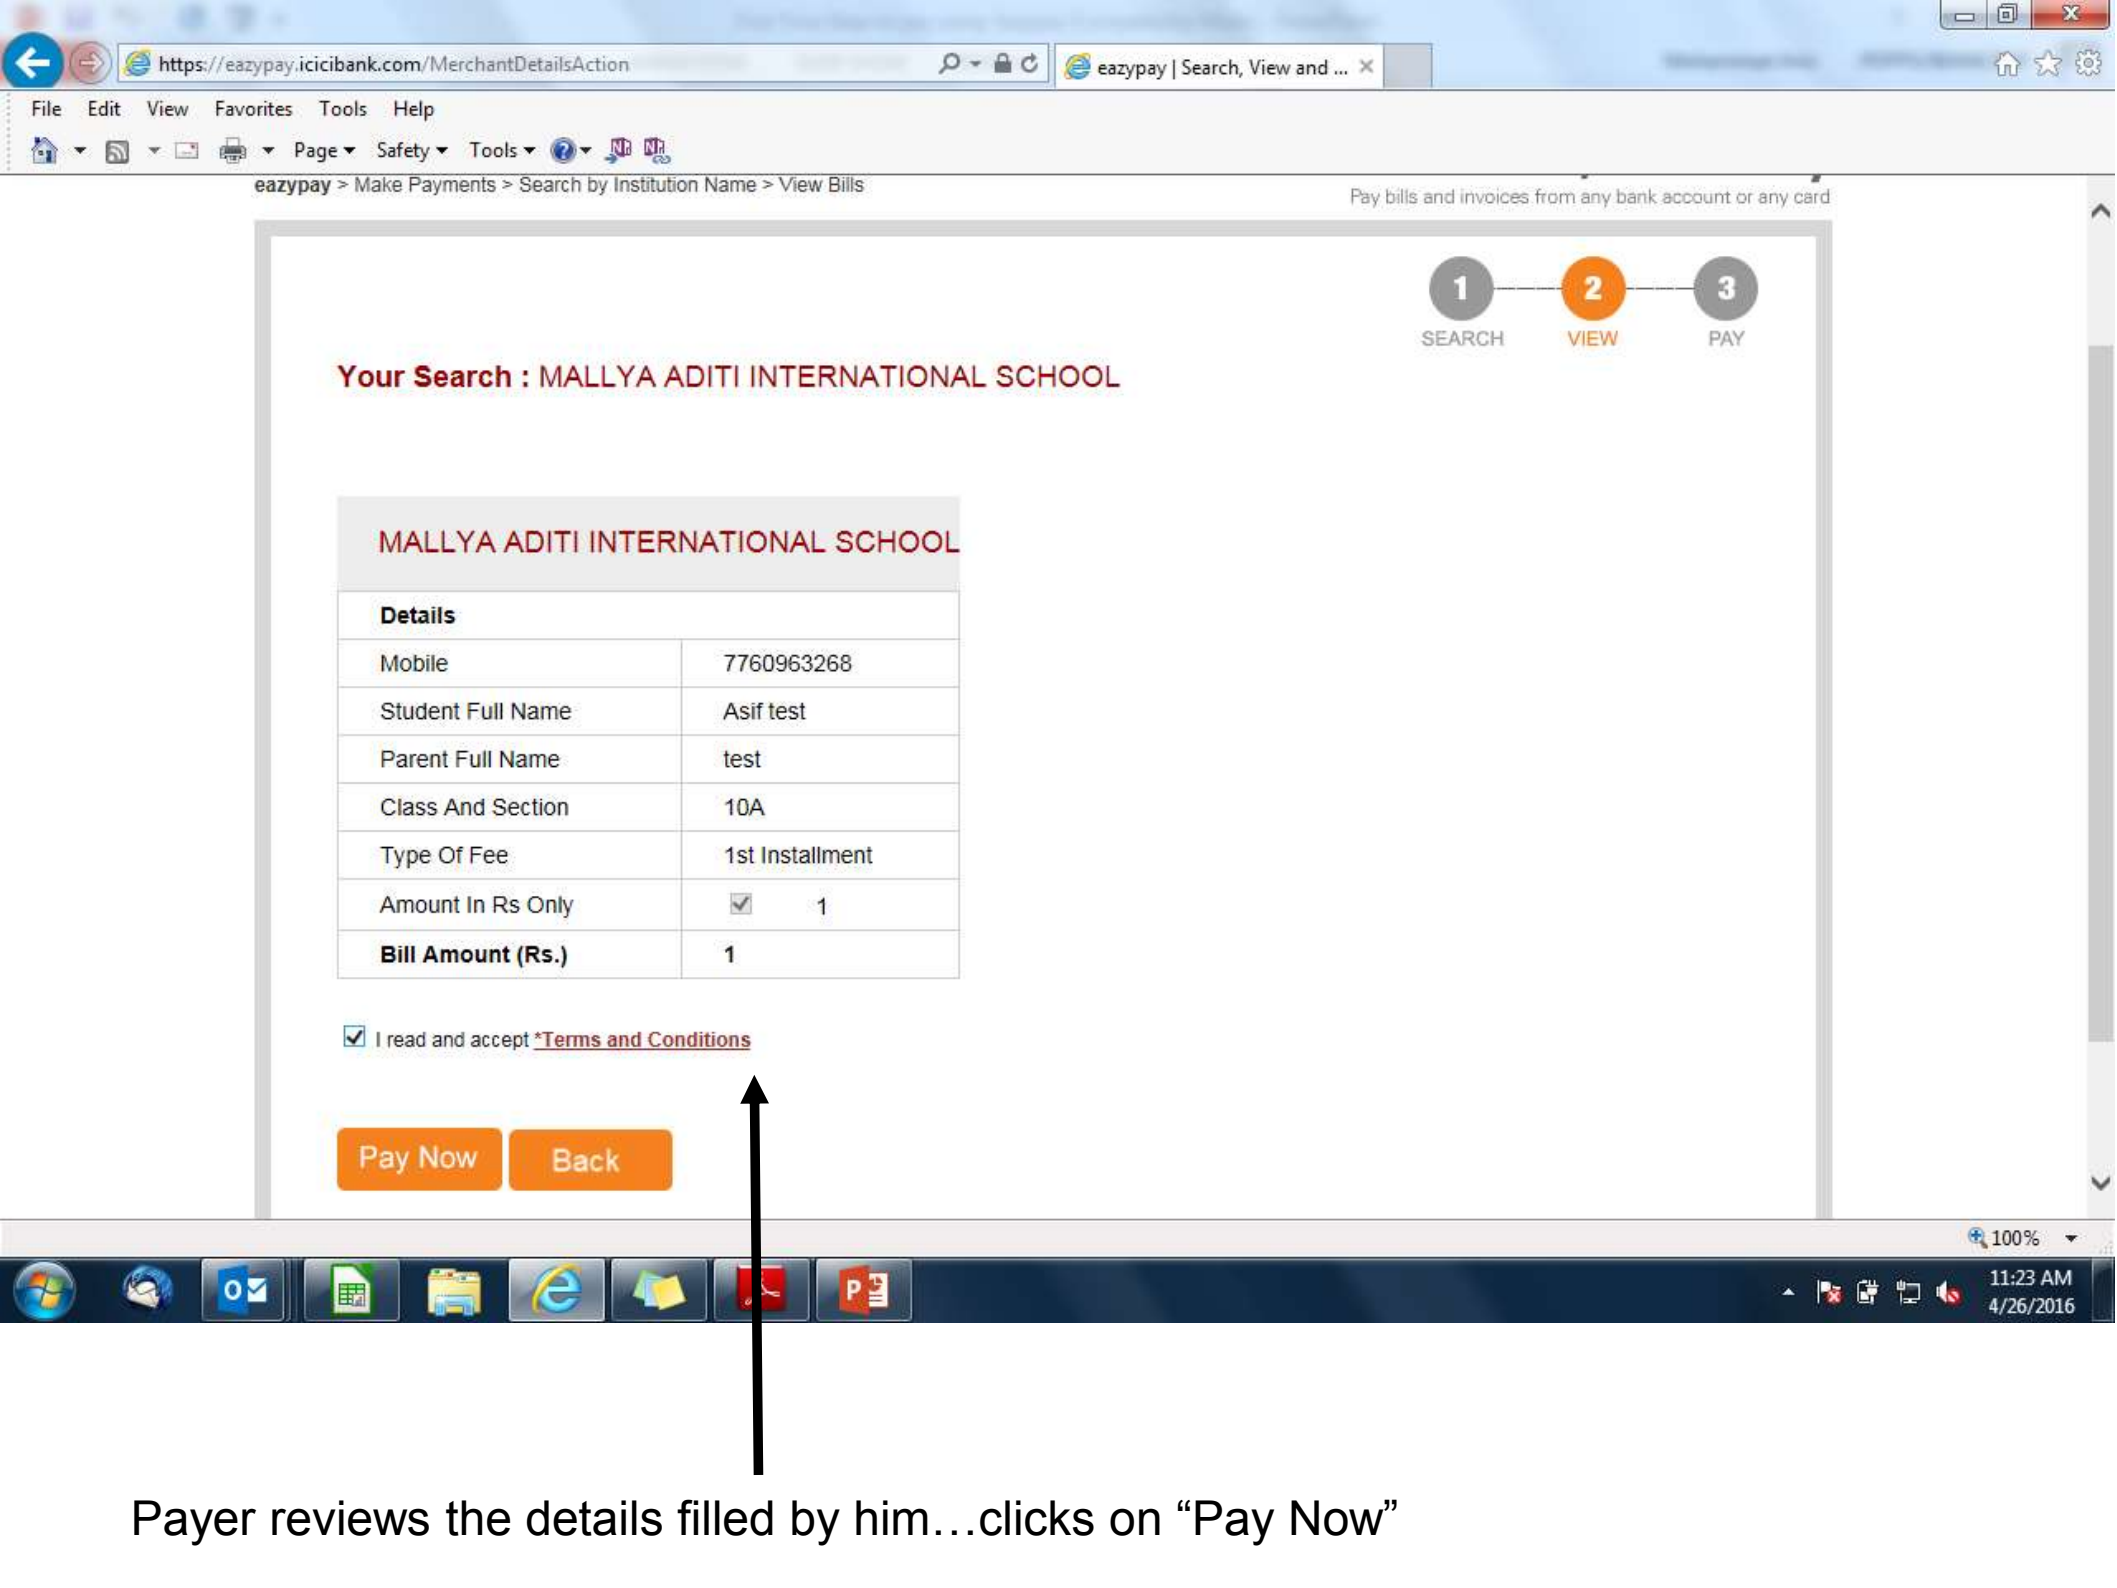 https://eazypay.icicibank.com/MerchantDetailsAction
eazypay | Search, View and ...
File Edit View Favorites Tools Help
Page Safety Tools
eazypay > Make Payments > Search by Institution Name > View Bills
Pay bills and invoices from any bank account or any card
1 2 3
SEARCH VIEW PAY
Your Search : MALLYA ADITI INTERNATIONAL SCHOOL
MALLYA ADITI INTERNATIONAL SCHOOL
Details
Mobile 7760963268
Student Full Name Asif test
Parent Full Name test
Class And Section 10A
Type Of Fee 1st Installment
Amount In Rs Only 1
Bill Amount (Rs.) 1
I read and accept *Terms and Conditions
Pay Now Back
100%
11:23 AM
4/26/2016
Payer reviews the details filled by him…clicks on “Pay Now”